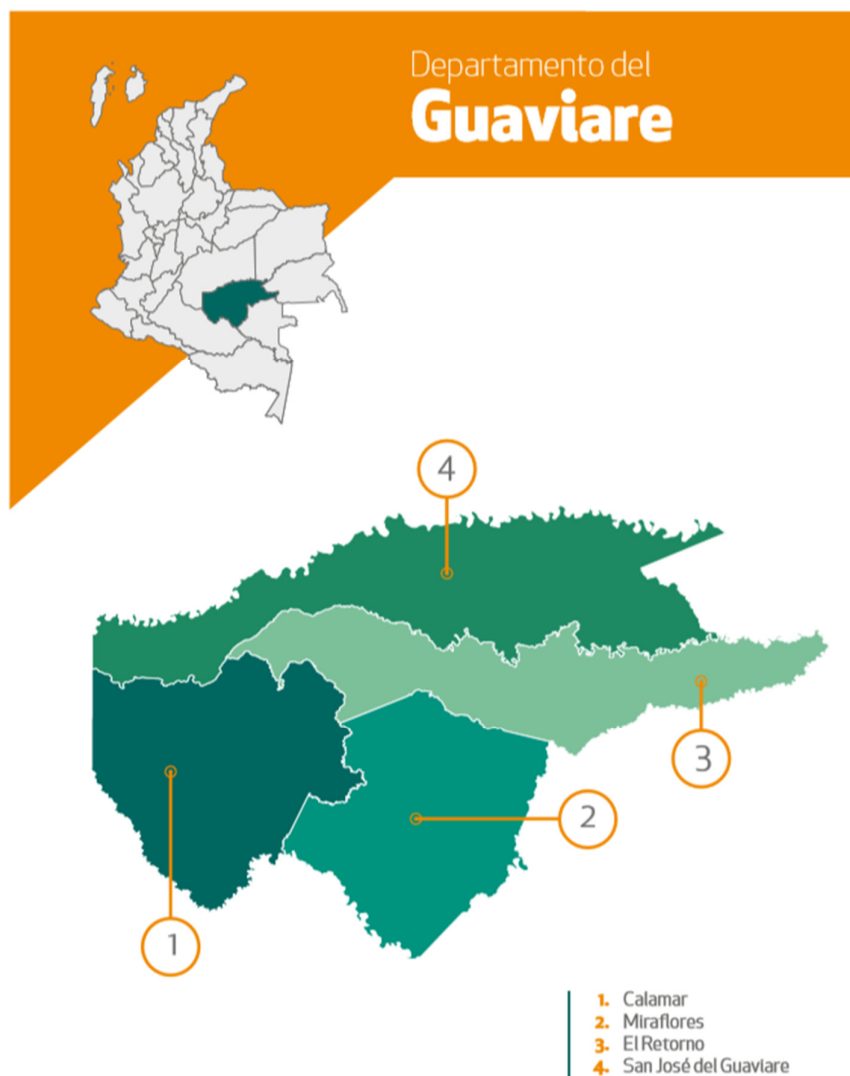 Departamento del
Guaviare
4
3
2
1
1. Calamar
2. Miraflores
3. El Retorno
4. San José del Guaviare